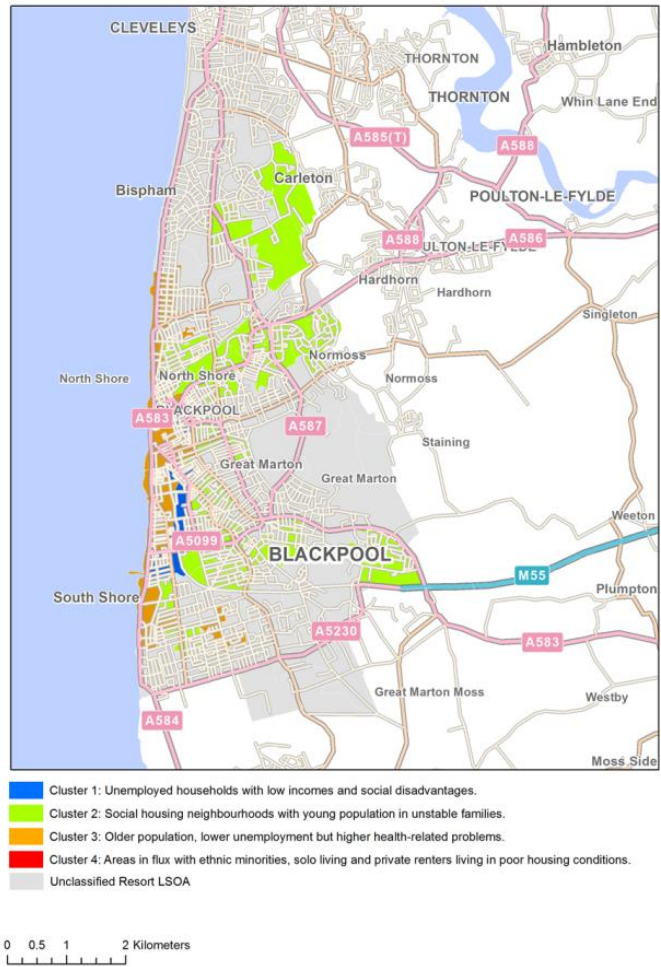 CLEVELEYS
THORNTON
Hambleton
THORNTON
Whin Lane End
A585(T)
A588
Carleton
Bispham
POULTON-LE-FYLDE
A588
ULTON-LE-FYLDE
A586
Hardhorn
Hardhorn
Singleton
Normoss
North Shore
North Shore
Normoss
BLACKPOOL
A583
A587
Staining
Great Marton
Great Marton
Weeton
A5099
BLACKPOOL
M55
Plumpton
South Shore
A5230
A583
Great Marton Moss
Westby
A584
Moss Side
Cluster 1: Unemployed households with low incomes and social disadvantages.
Cluster 2: Social housing neighbourhoods with young population in unstable families.
Cluster 3: Older population, lower unemployment but higher health-related problems.
Cluster 4: Areas in flux with ethnic minorities, solo living and private renters living in poor housing conditions.
Unclassified Resort LSOA
0 0.5 1 2 Kilometers